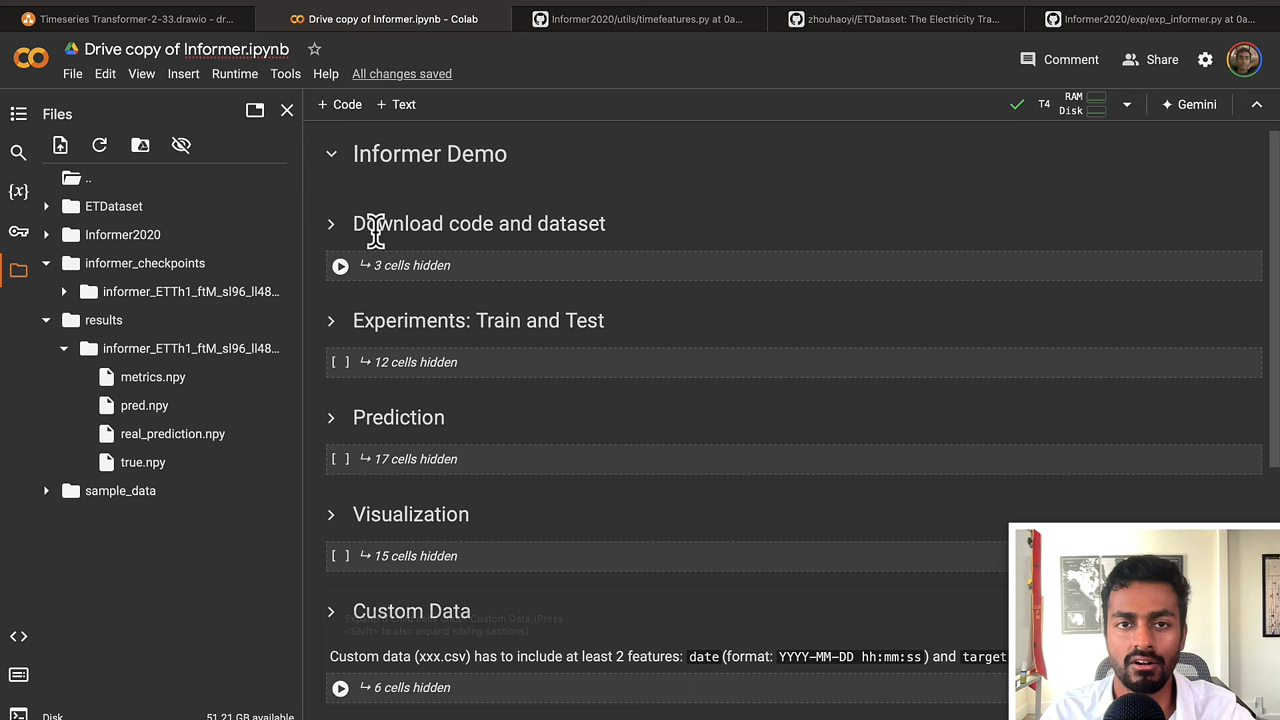 Timeseries Transformer-2-33.drawio - dr...
Drive copy of Informer.ipynb - Colab
Informer2020/utils/timefeatures.py at 0a...
zhouhaoyi/ETDataset: The Electricity Tra...
Informer2020/exp/exp_informer.py at 0a...
Drive copy of Informer.ipynb
Comment
Share
File Edit View Insert Runtime Tools Help All changes saved
Files
+ Code + Text
T4
RAM
Disk
Gemini
..
ETDataset
Informer2020
informer_checkpoints
informer_ETTh1_ftM_sl96_ll48...
results
informer_ETTh1_ftM_sl96_ll48...
metrics.npy
pred.npy
real_prediction.npy
true.npy
sample_data
{x}
Disk 51.21 GB available
Informer Demo
Download code and dataset
3 cells hidden
Experiments: Train and Test
[ ] 12 cells hidden
Prediction
[ ] 17 cells hidden
Visualization
[ ] 15 cells hidden
Custom Data
<Shift> to also expand sibling sections)
Custom data (xxx.csv) has to include at least 2 features: date (format: YYYY-MM-DD hh:mm:ss) and target
6 cells hidden